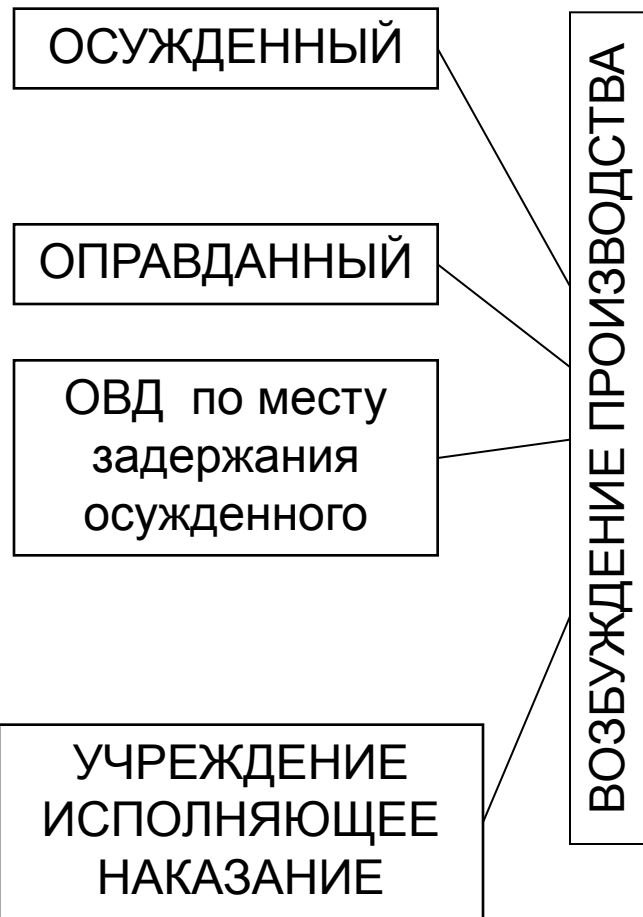 ОСУЖДЕННЫЙ
ОПРАВДАННЫЙ
ОВД по месту
задержания
осужденного
УЧРЕЖДЕНИЕ
ИСПОЛНЯЮЩЕЕ
НАКАЗАНИЕ
ВОЗБУЖДЕНИЕ ПРОИЗВОДСТВА